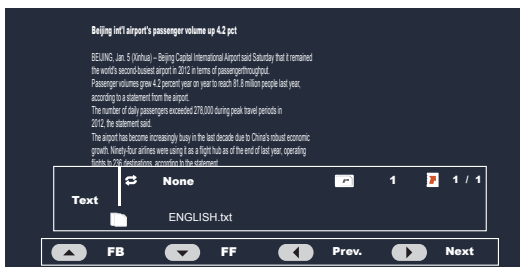 Beijing int'l airport's passenger volume up 4.2 pct
BEIJING, Jan. 5 (Xinhua) – Beijing Capital International Airport said Saturday that it remained
the world's second-busiest airport in 2012 in terms of passengerthroughput.
Passenger volumes grew 4.2 percent year on year to reach 81.8 million people last year,
according to a statement from the airport.
The number of daily passengers exceeded 278,000 during peak travel periods in
2012, the statement said.
The airport has become increasingly busy in the last decade due to China's robust economic
growth. Ninety-four airlines were using it as a flight hub as of the end of last year, operating
flights to 236 destinations, according to the statement.
None 1 1 / 1
Text
ENGLISH.txt
FB FF Prev. Next